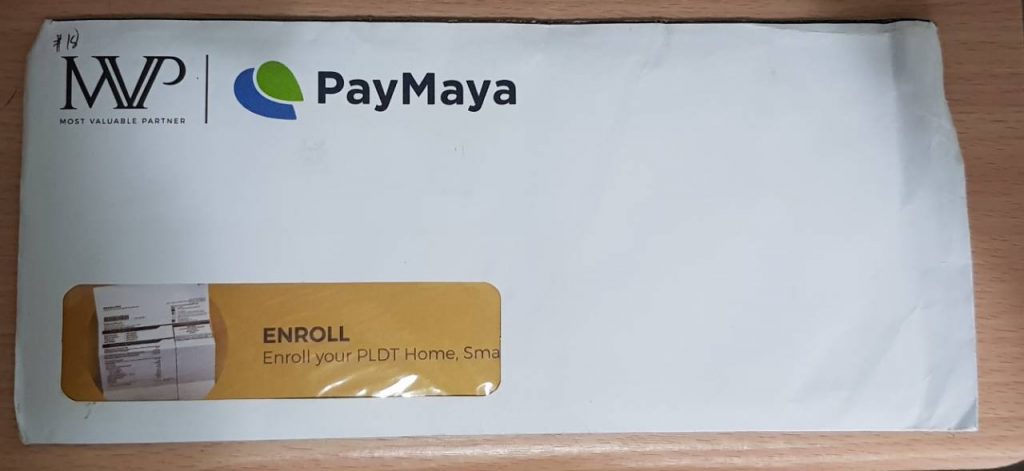 #18
MVP
MOST VALUABLE PARTNER
PayMaya
ENROLL
Enroll your PLDT Home, Sma